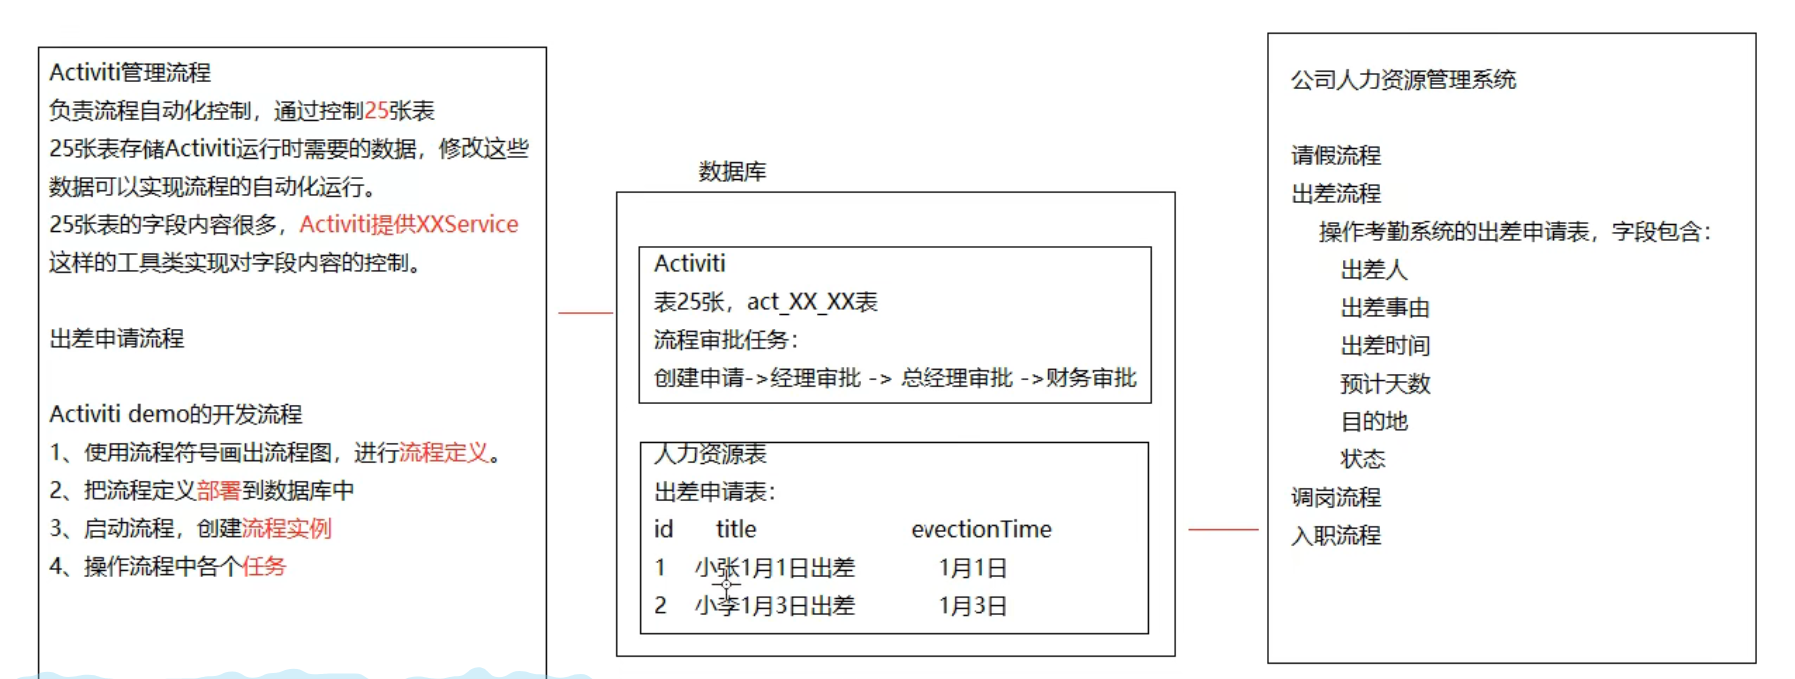 Activiti管理流程
负责流程自动化控制，通过控制25张表
25张表存储Activiti运行时需要的数据，修改这些
数据可以实现流程的自动化运行。
25张表的字段内容很多，Activiti提供XXService
这样的工具类实现对字段内容的控制。
出差申请流程
Activiti demo的开发流程
1、使用流程符号画出流程图，进行流程定义。
2、把流程定义部署到数据库中
3、启动流程，创建流程实例
4、操作流程中各个任务
数据库
Activiti
表25张，act_XX_XX表
流程审批任务：
创建申请->经理审批 -> 总经理审批 ->财务审批
人力资源表
出差申请表：
id title evectionTime
1 小张1月1日出差 1月1日
2 小李1月3日出差 1月3日
公司人力资源管理系统
请假流程
出差流程
操作考勤系统的出差申请表，字段包含：
出差人
出差事由
出差时间
预计天数
目的地
状态
调岗流程
入职流程